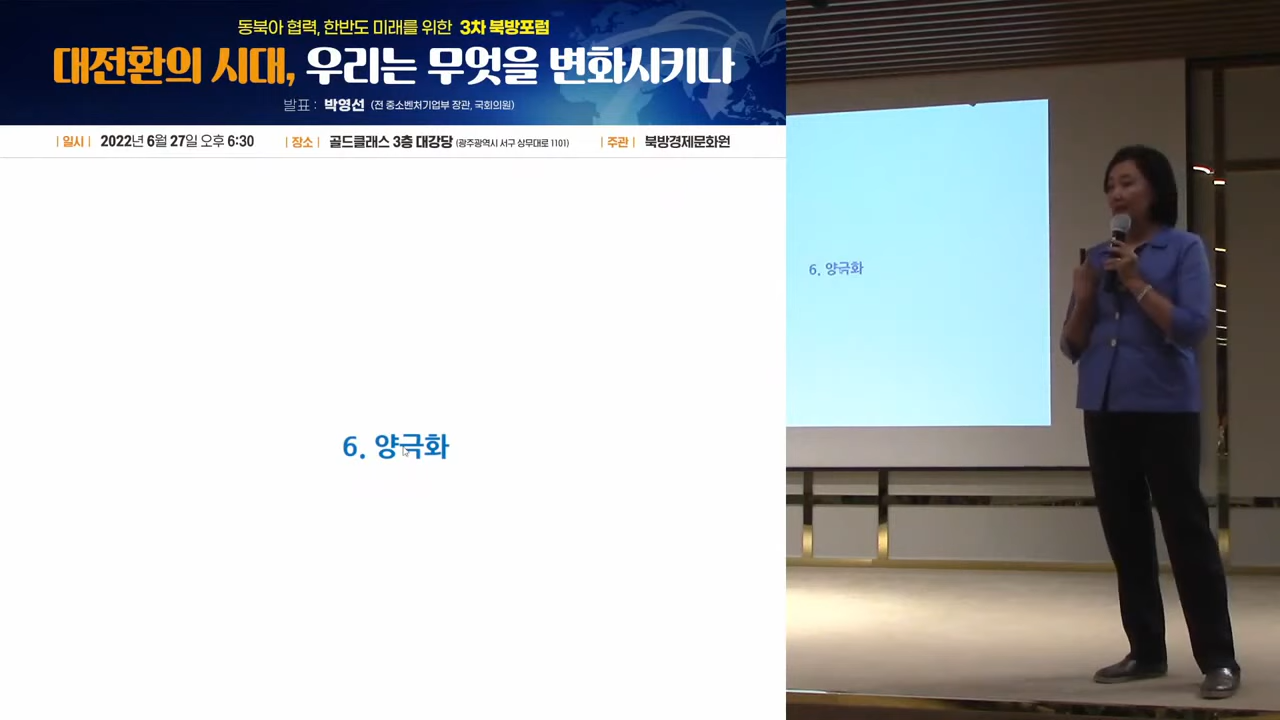 동북아 협력, 한반도 미래를 위한 3차 북방포럼
대전환의 시대, 우리는 무엇을 변화시키나
발표 : 박영선 (전 중소벤처기업부 장관, 국회의원)
| 일시 | 2022년 6월 27일 오후 6:30 | 장소 | 골드클래스 3층 대강당 (광주광역시 서구 상무대로 1101) | 주관 | 북방경제문화원
6. 양극화
6. 양극화